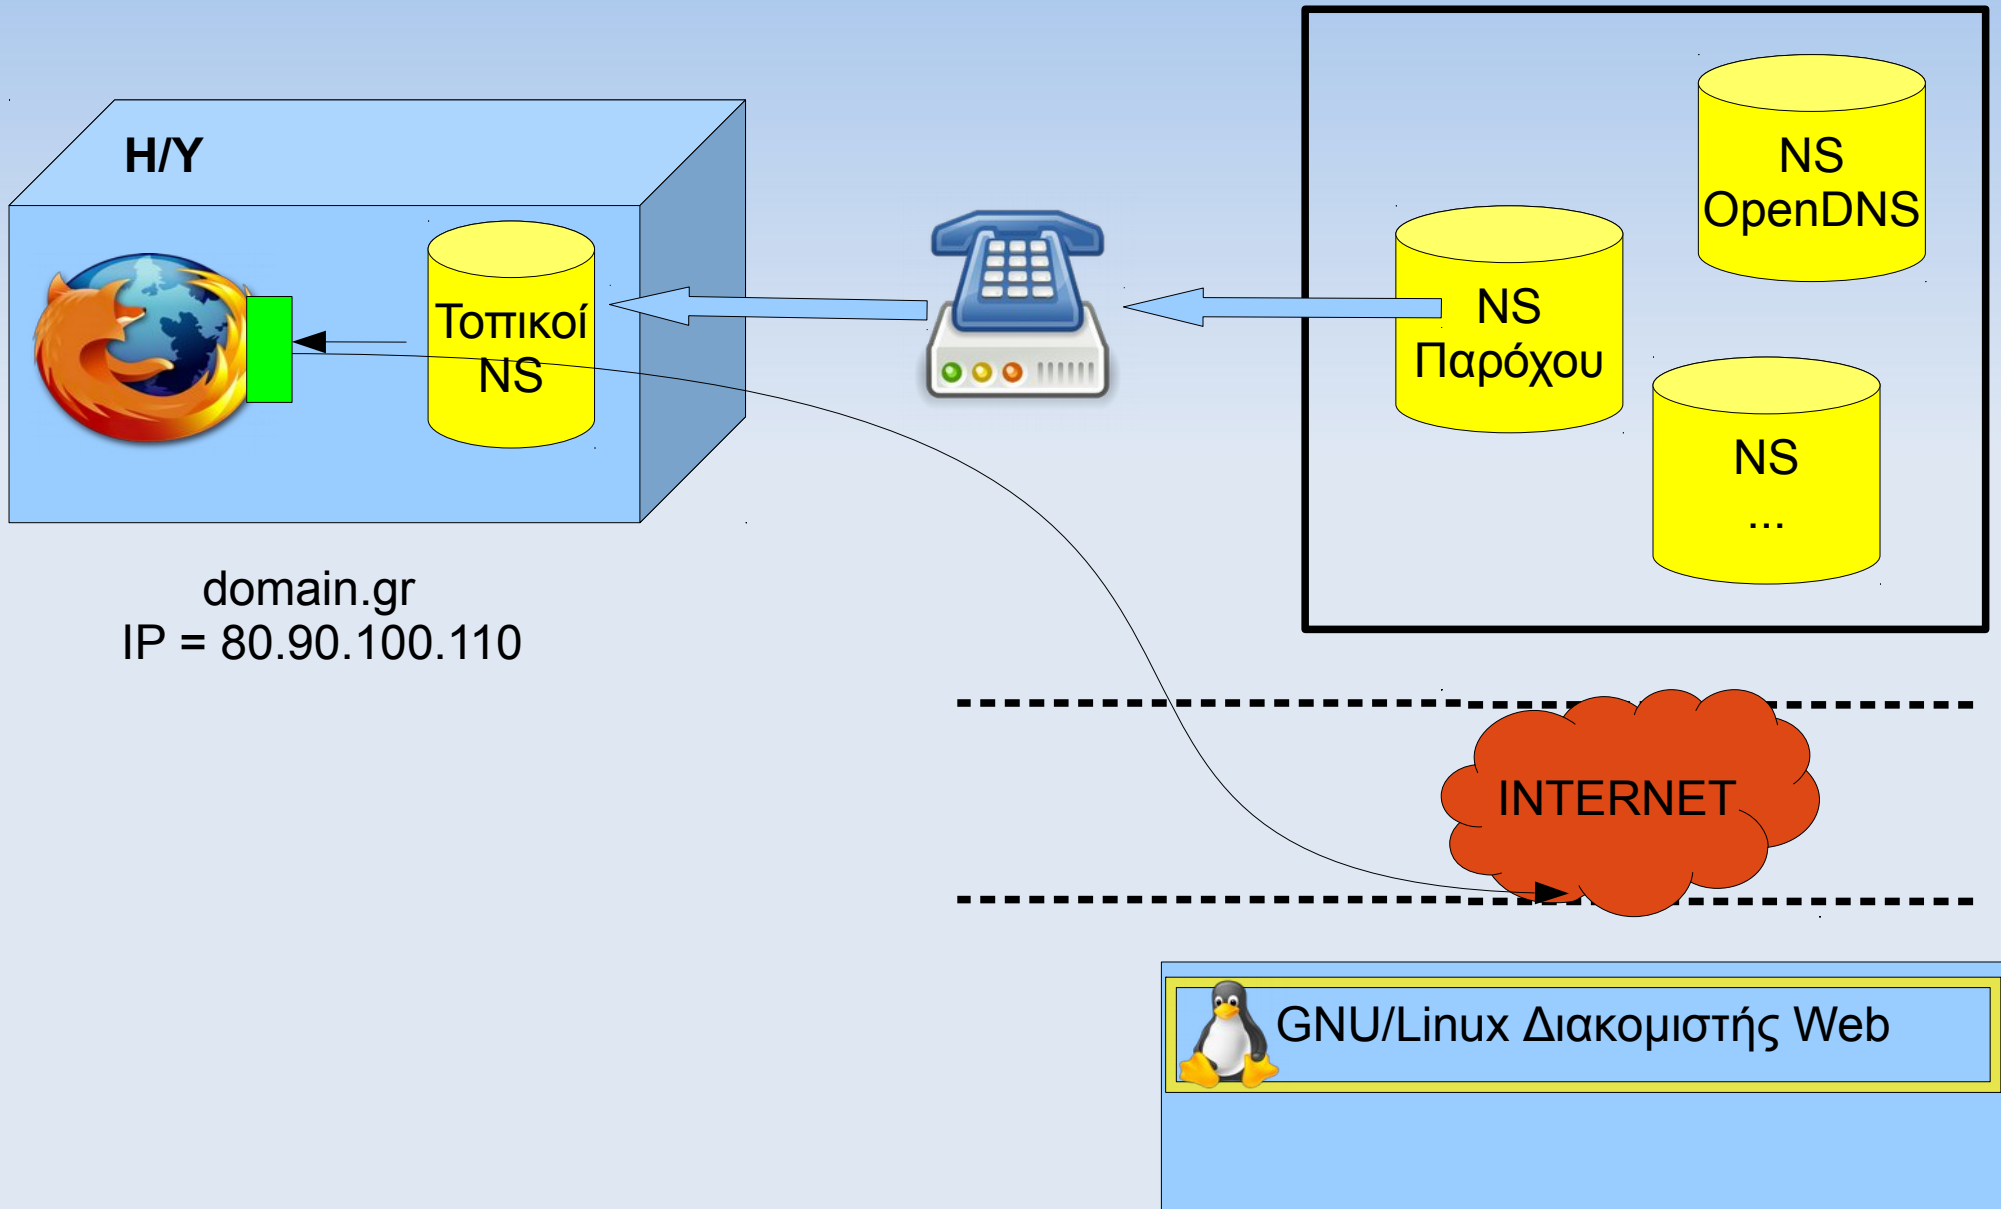 Η/Υ
Τοπικοί
NS
NS
OpenDNS
NS
Παρόχου
NS
...
domain.gr
IP = 80.90.100.110
INTERNET
GNU/Linux Διακομιστής Web